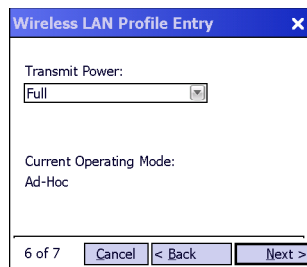 Wireless LAN Profile Entry
Transmit Power:
Full
Current Operating Mode:
Ad-Hoc
6 of 7 Cancel < Back Next >